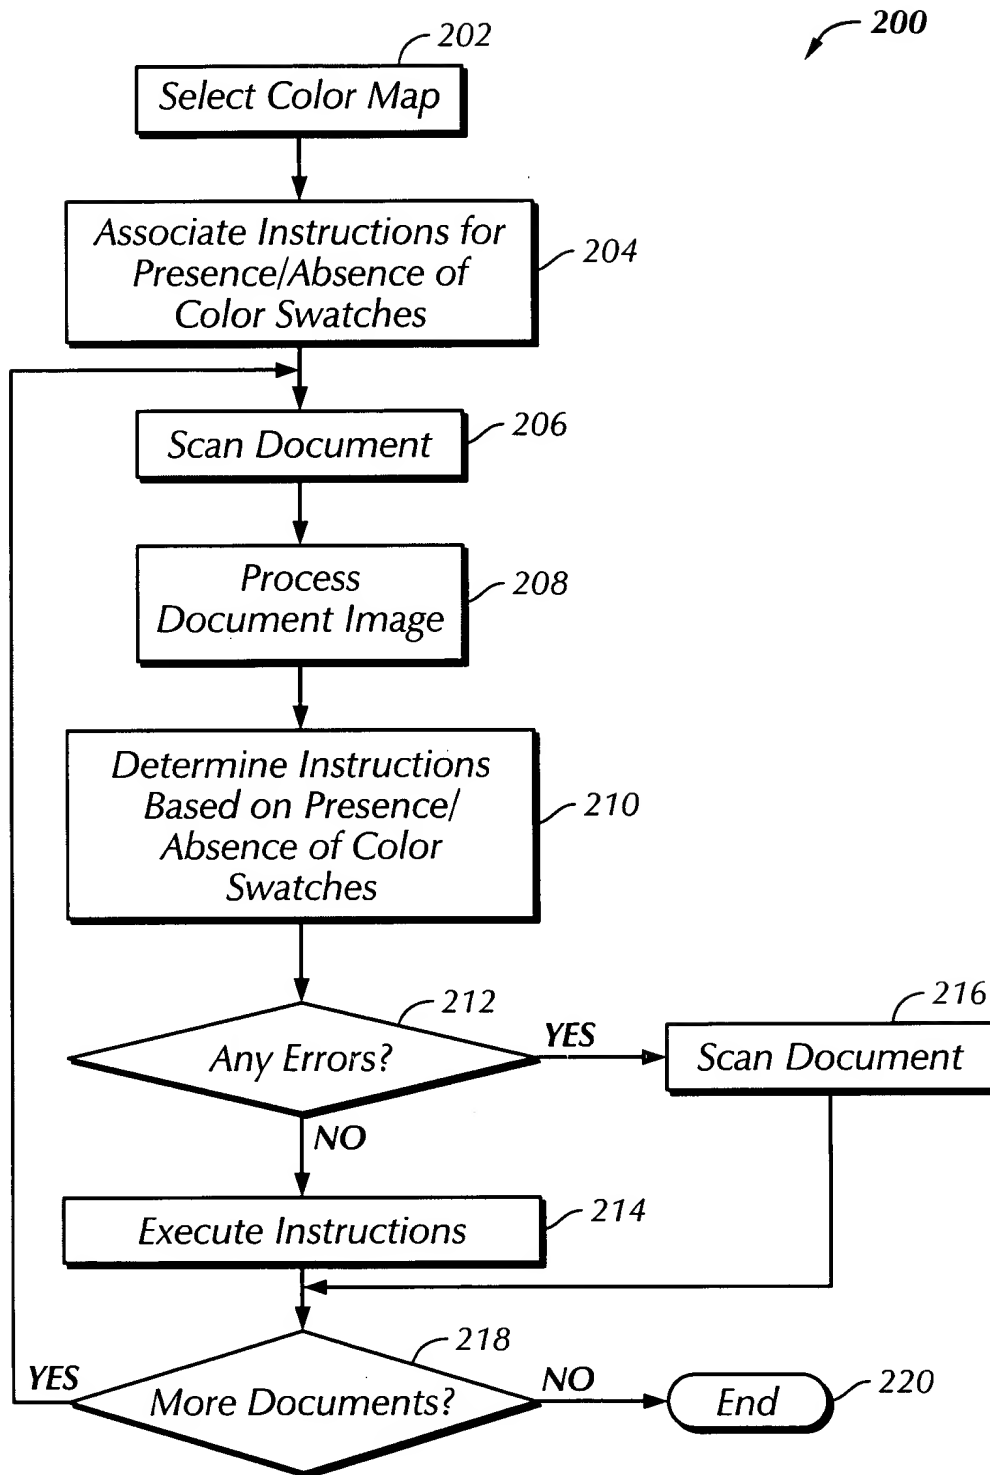 200
202
Select Color Map
Associate Instructions for
Presence/Absence of
Color Swatches
204
Scan Document
206
Process
Document Image
208
Determine Instructions
Based on Presence/
Absence of Color
Swatches
210
212
Any Errors?
YES
216
Scan Document
NO
Execute Instructions
214
218
More Documents?
YES
NO
End
220